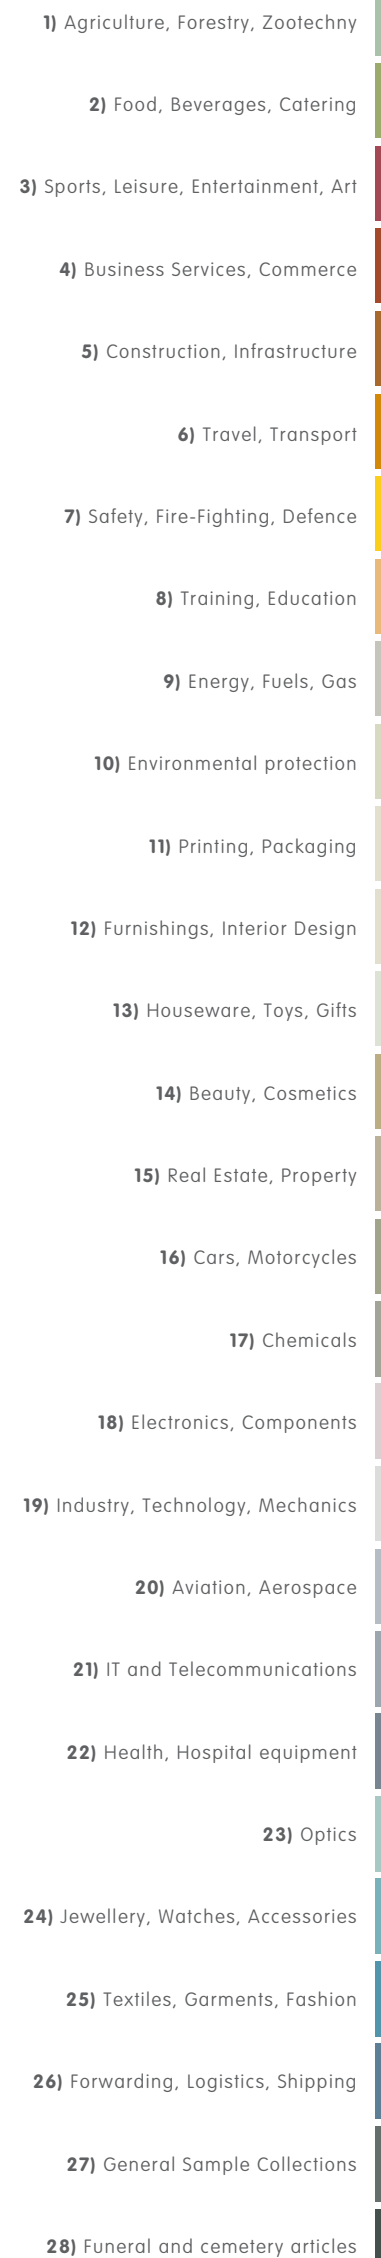 1) Agriculture, Forestry, Zootechny
2) Food, Beverages, Catering
3) Sports, Leisure, Entertainment, Art
4) Business Services, Commerce
5) Construction, Infrastructure
6) Travel, Transport
7) Safety, Fire-Fighting, Defence
8) Training, Education
9) Energy, Fuels, Gas
10) Environmental protection
11) Printing, Packaging
12) Furnishings, Interior Design
13) Houseware, Toys, Gifts
14) Beauty, Cosmetics
15) Real Estate, Property
16) Cars, Motorcycles
17) Chemicals
18) Electronics, Components
19) Industry, Technology, Mechanics
20) Aviation, Aerospace
21) IT and Telecommunications
22) Health, Hospital equipment
23) Optics
24) Jewellery, Watches, Accessories
25) Textiles, Garments, Fashion
26) Forwarding, Logistics, Shipping
27) General Sample Collections
28) Funeral and cemetery articles